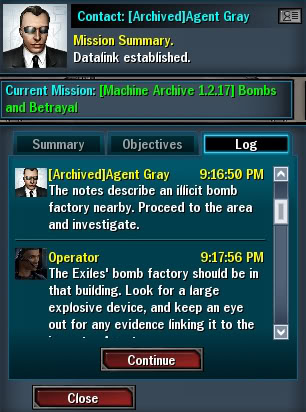 Contact: [Archived]Agent Gray
Mission Summary.
Datalink established.
Current Mission: [Machine Archive 1.2.17] Bombs
and Betrayal
Summary
Objectives
Log
[Archived]Agent Gray 9:16:50 PM
The notes describe an illicit bomb
factory nearby. Proceed to the area
and investigate.
Operator 9:17:56 PM
The Exiles' bomb factory should be in
that building. Look for a large
explosive device, and keep an eye
out for any evidence linking it to the
Continue
Close